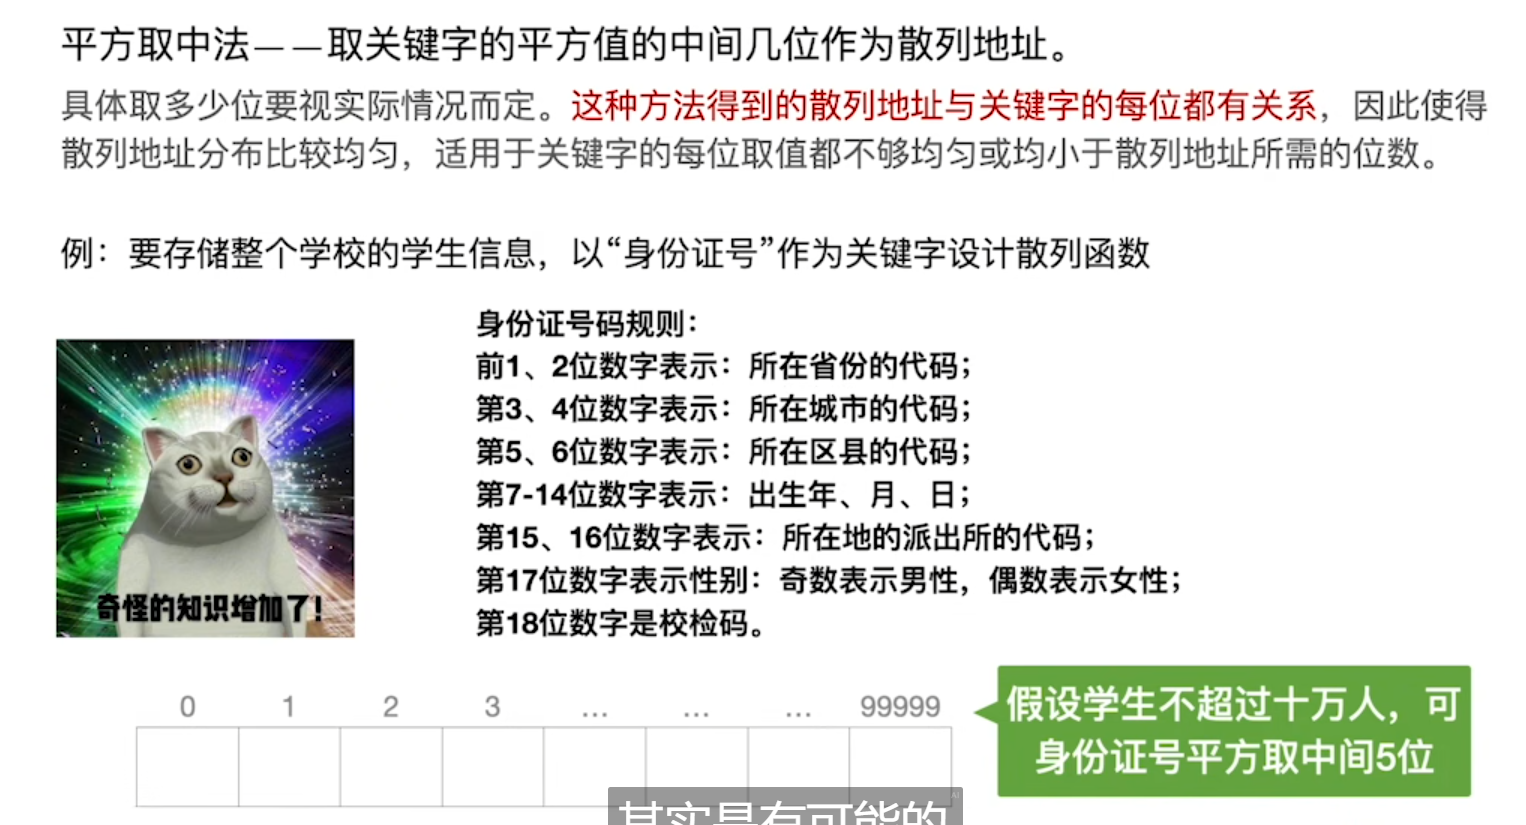 平方取中法——取关键字的平方值的中间几位作为散列地址。
具体取多少位要视实际情况而定。这种方法得到的散列地址与关键字的每位都有关系，因此使得
散列地址分布比较均匀，适用于关键字的每位取值都不够均匀或均小于散列地址所需的位数。
例：要存储整个学校的学生信息，以“身份证号”作为关键字设计散列函数
身份证号码规则：
前1、2位数字表示：所在省份的代码；
第3、4位数字表示：所在城市的代码；
第5、6位数字表示：所在区县的代码；
第7-14位数字表示：出生年、月、日；
第15、16位数字表示：所在地的派出所的代码；
第17位数字表示性别：奇数表示男性，偶数表示女性；
第18位数字是校检码。
奇怪的知识增加了！
0 1 2 3 … … … 99999
假设学生不超过十万人，可
身份证号平方取中间5位
其实是有可能的
AI